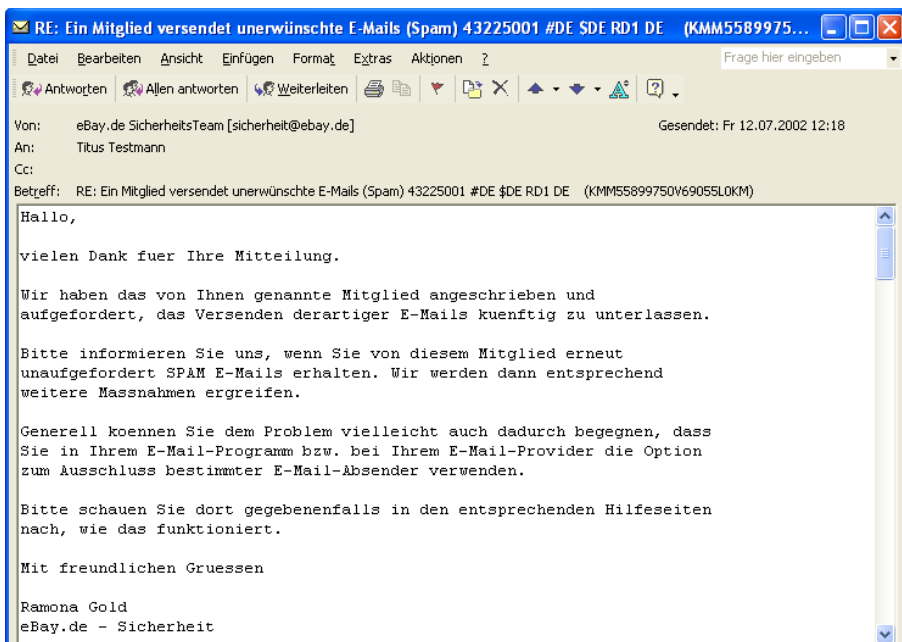 RE: Ein Mitglied versendet unerwünschte E-Mails (Spam) 43225001 #DE $DE RD1 DE (KMM5589975...
Datei Bearbeiten Ansicht Einfügen Format Extras Aktionen ? Frage hier eingeben
Antworten Allen antworten Weiterleiten
Von: eBay.de SicherheitsTeam [sicherheit@ebay.de] Gesendet: Fr 12.07.2002 12:18
An: Titus Testmann
Cc:
Betreff: RE: Ein Mitglied versendet unerwünschte E-Mails (Spam) 43225001 #DE $DE RD1 DE (KMM55899750V69055L0KM)
Hallo,
vielen Dank fuer Ihre Mitteilung.
Wir haben das von Ihnen genannte Mitglied angeschrieben und
aufgefordert, das Versenden derartiger E-Mails kuenftig zu unterlassen.
Bitte informieren Sie uns, wenn Sie von diesem Mitglied erneut
unaufgefordert SPAM E-Mails erhalten. Wir werden dann entsprechend
weitere Massnahmen ergreifen.
Generell koennen Sie dem Problem vielleicht auch dadurch begegnen, dass
Sie in Ihrem E-Mail-Programm bzw. bei Ihrem E-Mail-Provider die Option
zum Ausschluss bestimmter E-Mail-Absender verwenden.
Bitte schauen Sie dort gegebenenfalls in den entsprechenden Hilfeseiten
nach, wie das funktioniert.
Mit freundlichen Gruessen
Ramona Gold
eBay.de - Sicherheit